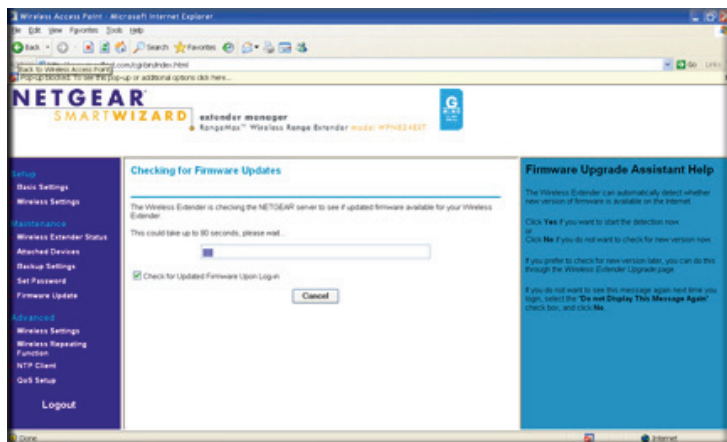 Wireless Access Point - Microsoft Internet Explorer
File Edit View Favorites Tools Help
Back Search Favorites
Back to Wireless Access Point
Go Links
Pop-up blocked. To see this pop-up or additional options click here...
NETGEAR
SMARTWIZARD extender manager
RangeMax™ Wireless Range Extender model WPN824EXT
G
Setup
Basic Settings
Wireless Settings
Maintenance
Wireless Extender Status
Attached Devices
Backup Settings
Set Password
Firmware Update
Advanced
Wireless Settings
Wireless Repeating
Function
NTP Client
QoS Setup
Logout
Checking for Firmware Updates
The Wireless Extender is checking the NETGEAR server to see if updated firmware available for your Wireless
Extender.
This could take up to 90 seconds, please wait...
Check for Updated Firmware Upon Log-in
Cancel
Firmware Upgrade Assistant Help
The Wireless Extender can automatically detect whether
new version of firmware is available on the Internet.
Click Yes if you want to start the detection now.
or
Click No if you do not want to check for new version now.
If you prefer to check for new version later, you can do this
through the Wireless Extender Upgrade page.
If you do not want to see this message again next time you
login, select the "Do not Display This Message Again"
check box, and click No.
Done
Internet